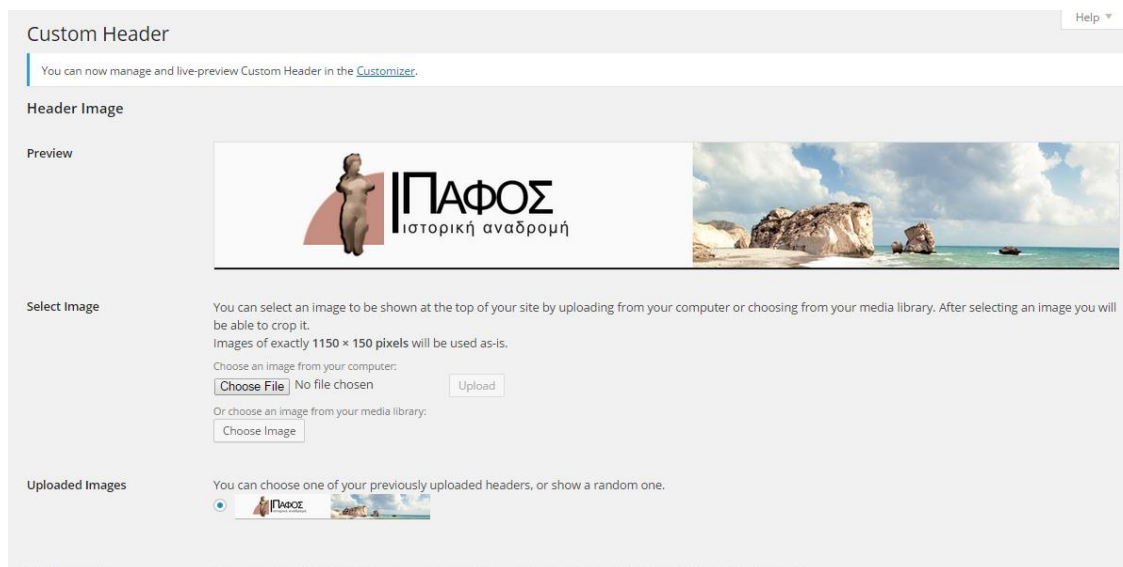 Help
Custom Header
You can now manage and live-preview Custom Header in the Customizer.
Header Image
Preview
ΠΑΦΟΣ
ιστορική αναδρομή
Select Image
You can select an image to be shown at the top of your site by uploading from your computer or choosing from your media library. After selecting an image you will
be able to crop it.
Images of exactly 1150 × 150 pixels will be used as-is.
Choose an image from your computer:
Choose File No file chosen Upload
Or choose an image from your media library:
Choose Image
Uploaded Images
You can choose one of your previously uploaded headers, or show a random one.
ΠΑΦΟΣ
ιστορική αναδρομή